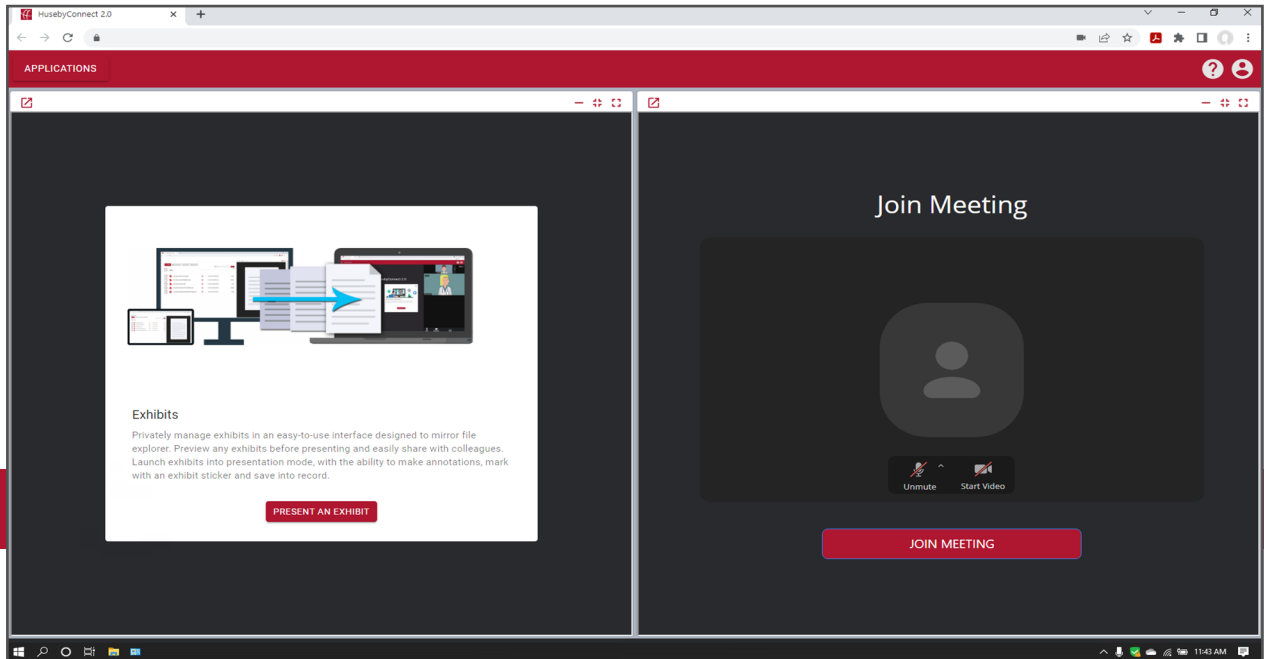 HusebyConnect 2.0
APPLICATIONS
Exhibits
Privately manage exhibits in an easy-to-use interface designed to mirror file
explorer. Preview any exhibits before presenting and easily share with colleagues.
Launch exhibits into presentation mode, with the ability to make annotations, mark
with an exhibit sticker and save into record.
PRESENT AN EXHIBIT
Join Meeting
Unmute
Start Video
JOIN MEETING
11:43 AM